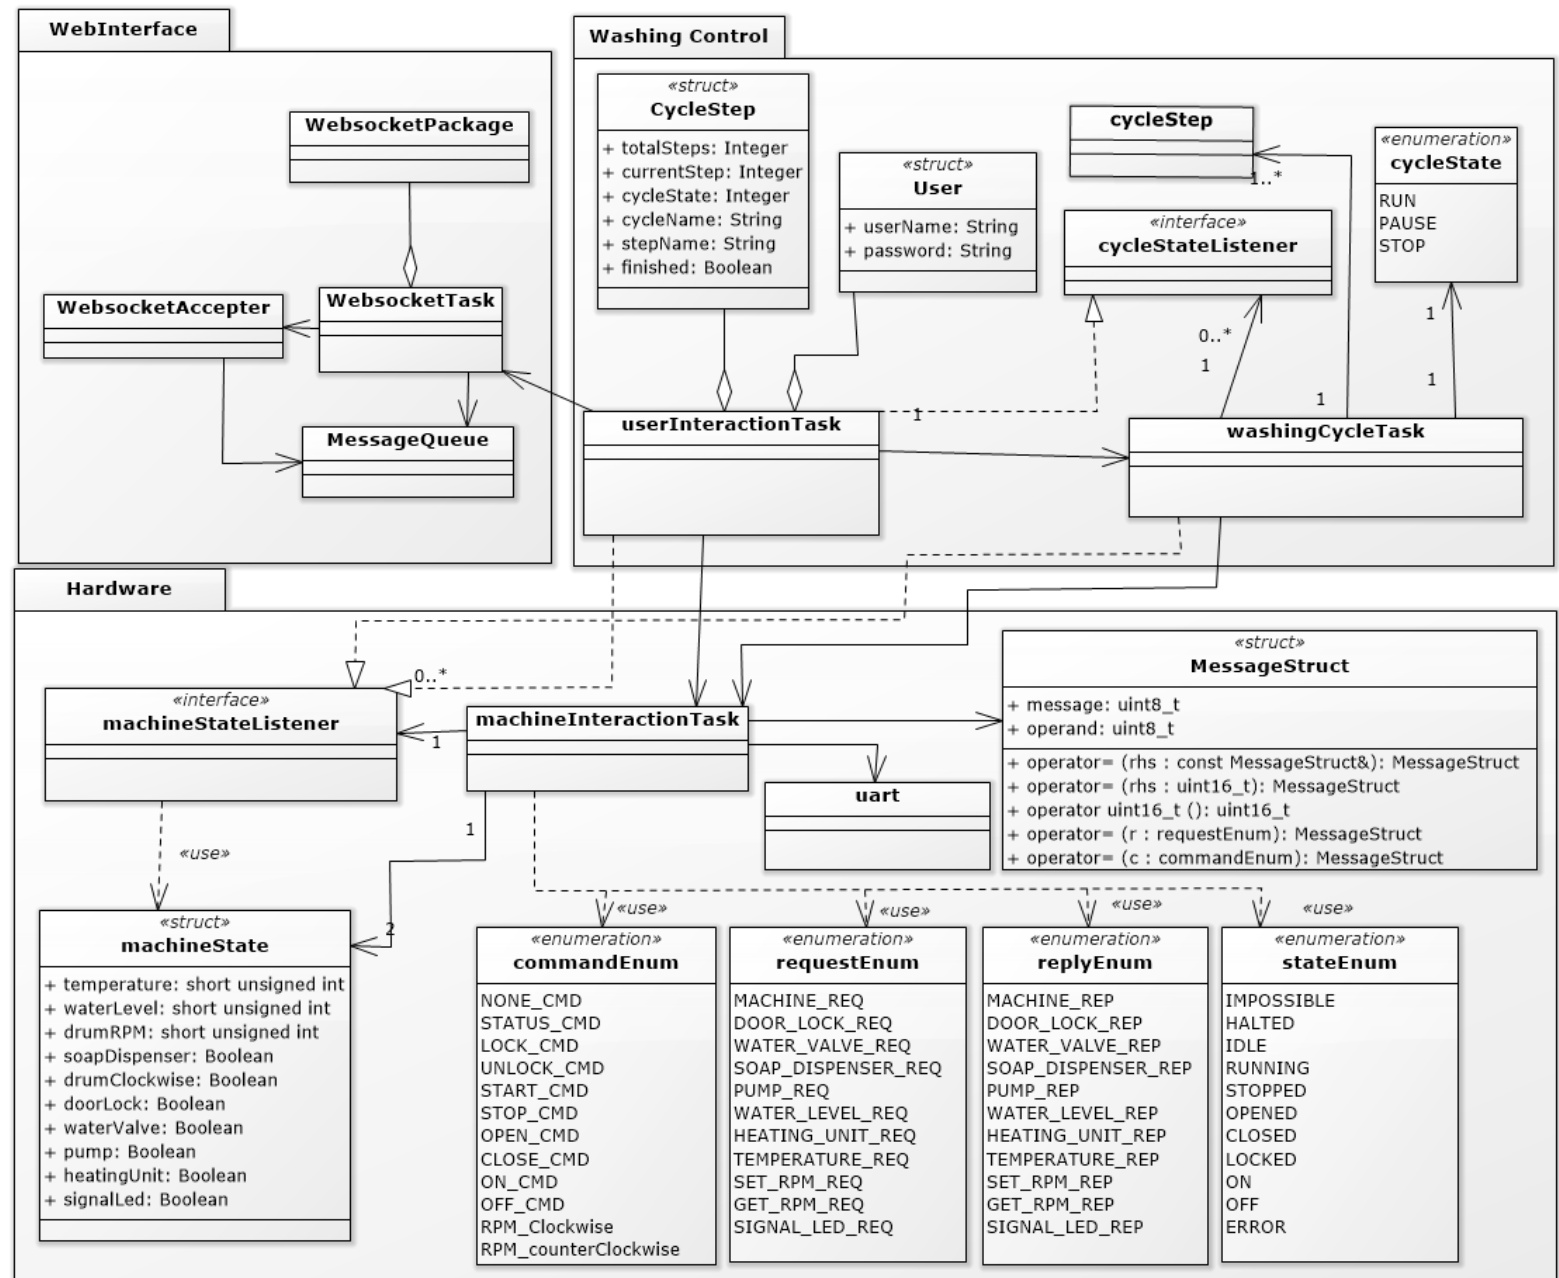 WebInterface
WebsocketPackage
WebsocketTask
WebsocketAccepter
MessageQueue
Washing Control
«struct»
CycleStep
+ totalSteps: Integer
+ currentStep: Integer
+ cycleState: Integer
+ cycleName: String
+ stepName: String
+ finished: Boolean
«struct»
User
+ userName: String
+ password: String
cycleStep
1..*
«interface»
cycleStateListener
«enumeration»
cycleState
RUN
PAUSE
STOP
0..*
1
1
1
1
1
userInteractionTask
washingCycleTask
Hardware
0..*
«interface»
machineStateListener
1
machineInteractionTask
«struct»
MessageStruct
+ message: uint8_t
+ operand: uint8_t
+ operator= (rhs : const MessageStruct&): MessageStruct
+ operator= (rhs : uint16_t): MessageStruct
+ operator uint16_t (): uint16_t
+ operator= (r : requestEnum): MessageStruct
+ operator= (c : commandEnum): MessageStruct
uart
1
«use»
2
«use»
«use»
«use»
«use»
«struct»
machineState
+ temperature: short unsigned int
+ waterLevel: short unsigned int
+ drumRPM: short unsigned int
+ soapDispenser: Boolean
+ drumClockwise: Boolean
+ doorLock: Boolean
+ waterValve: Boolean
+ pump: Boolean
+ heatingUnit: Boolean
+ signalLed: Boolean
«enumeration»
commandEnum
NONE_CMD
STATUS_CMD
LOCK_CMD
UNLOCK_CMD
START_CMD
STOP_CMD
OPEN_CMD
CLOSE_CMD
ON_CMD
OFF_CMD
RPM_Clockwise
RPM_counterClockwise
«enumeration»
requestEnum
MACHINE_REQ
DOOR_LOCK_REQ
WATER_VALVE_REQ
SOAP_DISPENSER_REQ
PUMP_REQ
WATER_LEVEL_REQ
HEATING_UNIT_REQ
TEMPERATURE_REQ
SET_RPM_REQ
GET_RPM_REQ
SIGNAL_LED_REQ
«enumeration»
replyEnum
MACHINE_REP
DOOR_LOCK_REP
WATER_VALVE_REP
SOAP_DISPENSER_REP
PUMP_REP
WATER_LEVEL_REP
HEATING_UNIT_REP
TEMPERATURE_REP
SET_RPM_REP
GET_RPM_REP
SIGNAL_LED_REP
«enumeration»
stateEnum
IMPOSSIBLE
HALTED
IDLE
RUNNING
STOPPED
OPENED
CLOSED
LOCKED
ON
OFF
ERROR